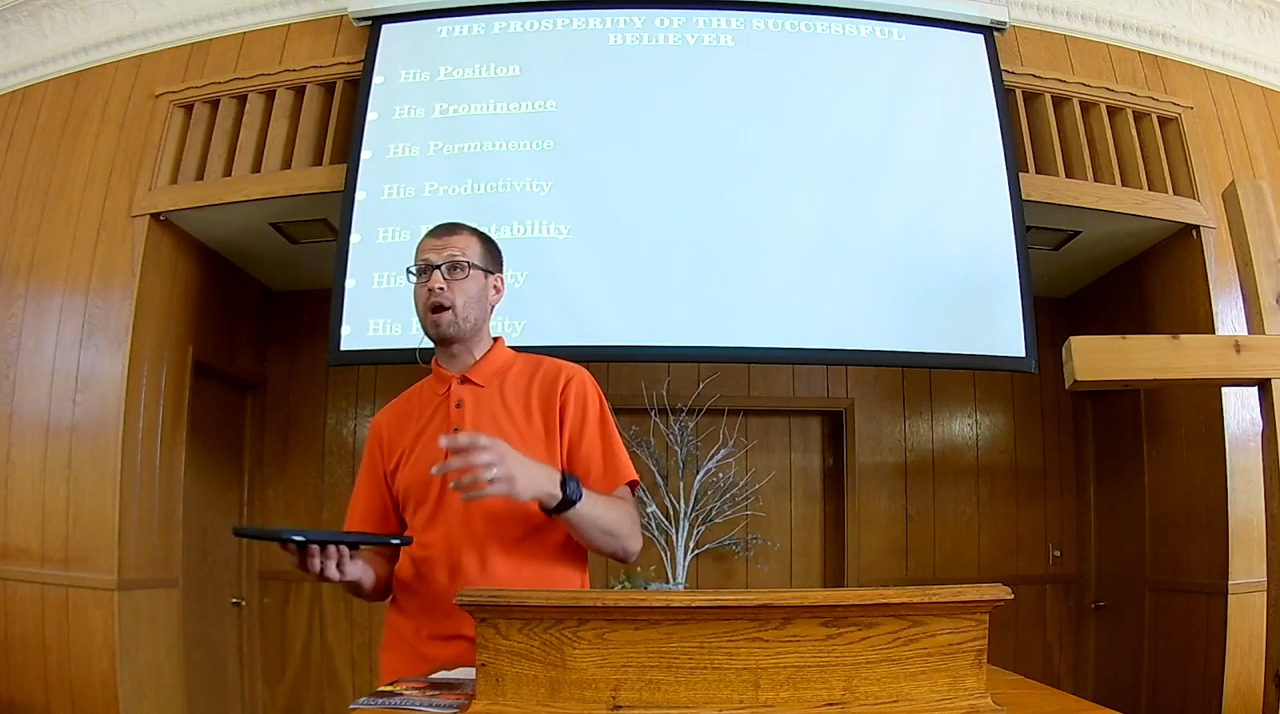 THE PROSPERITY OF THE SUCCESSFUL
BELIEVER
His Position
His Prominence
His Permanence
His Productivity
His
His
His